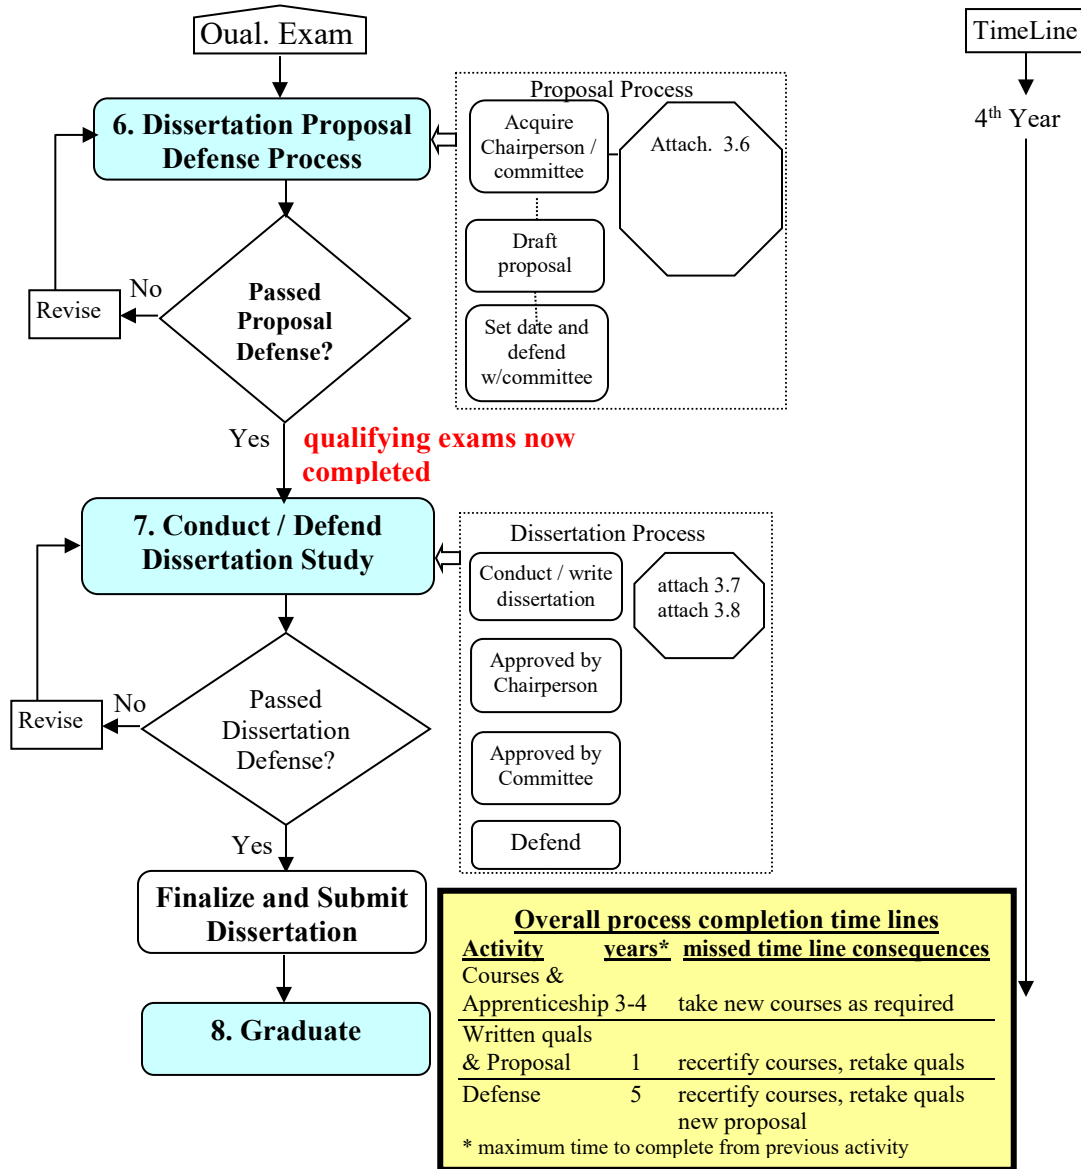 Oual. Exam
TimeLine
4th Year
6. Dissertation Proposal
Defense Process
Proposal Process
Acquire
Chairperson /
committee
Attach. 3.6
Draft
proposal
Set date and
defend
w/committee
Passed
Proposal
Defense?
No
Revise
Yes
qualifying exams now
completed
7. Conduct / Defend
Dissertation Study
Dissertation Process
Conduct / write
dissertation
attach 3.7
attach 3.8
Approved by
Chairperson
Approved by
Committee
Defend
Passed
Dissertation
Defense?
No
Revise
Yes
Finalize and Submit
Dissertation
8. Graduate
Overall process completion time lines
Activity years* missed time line consequences
Courses &
Apprenticeship 3-4 take new courses as required
Written quals
& Proposal 1 recertify courses, retake quals
Defense 5 recertify courses, retake quals
new proposal
* maximum time to complete from previous activity